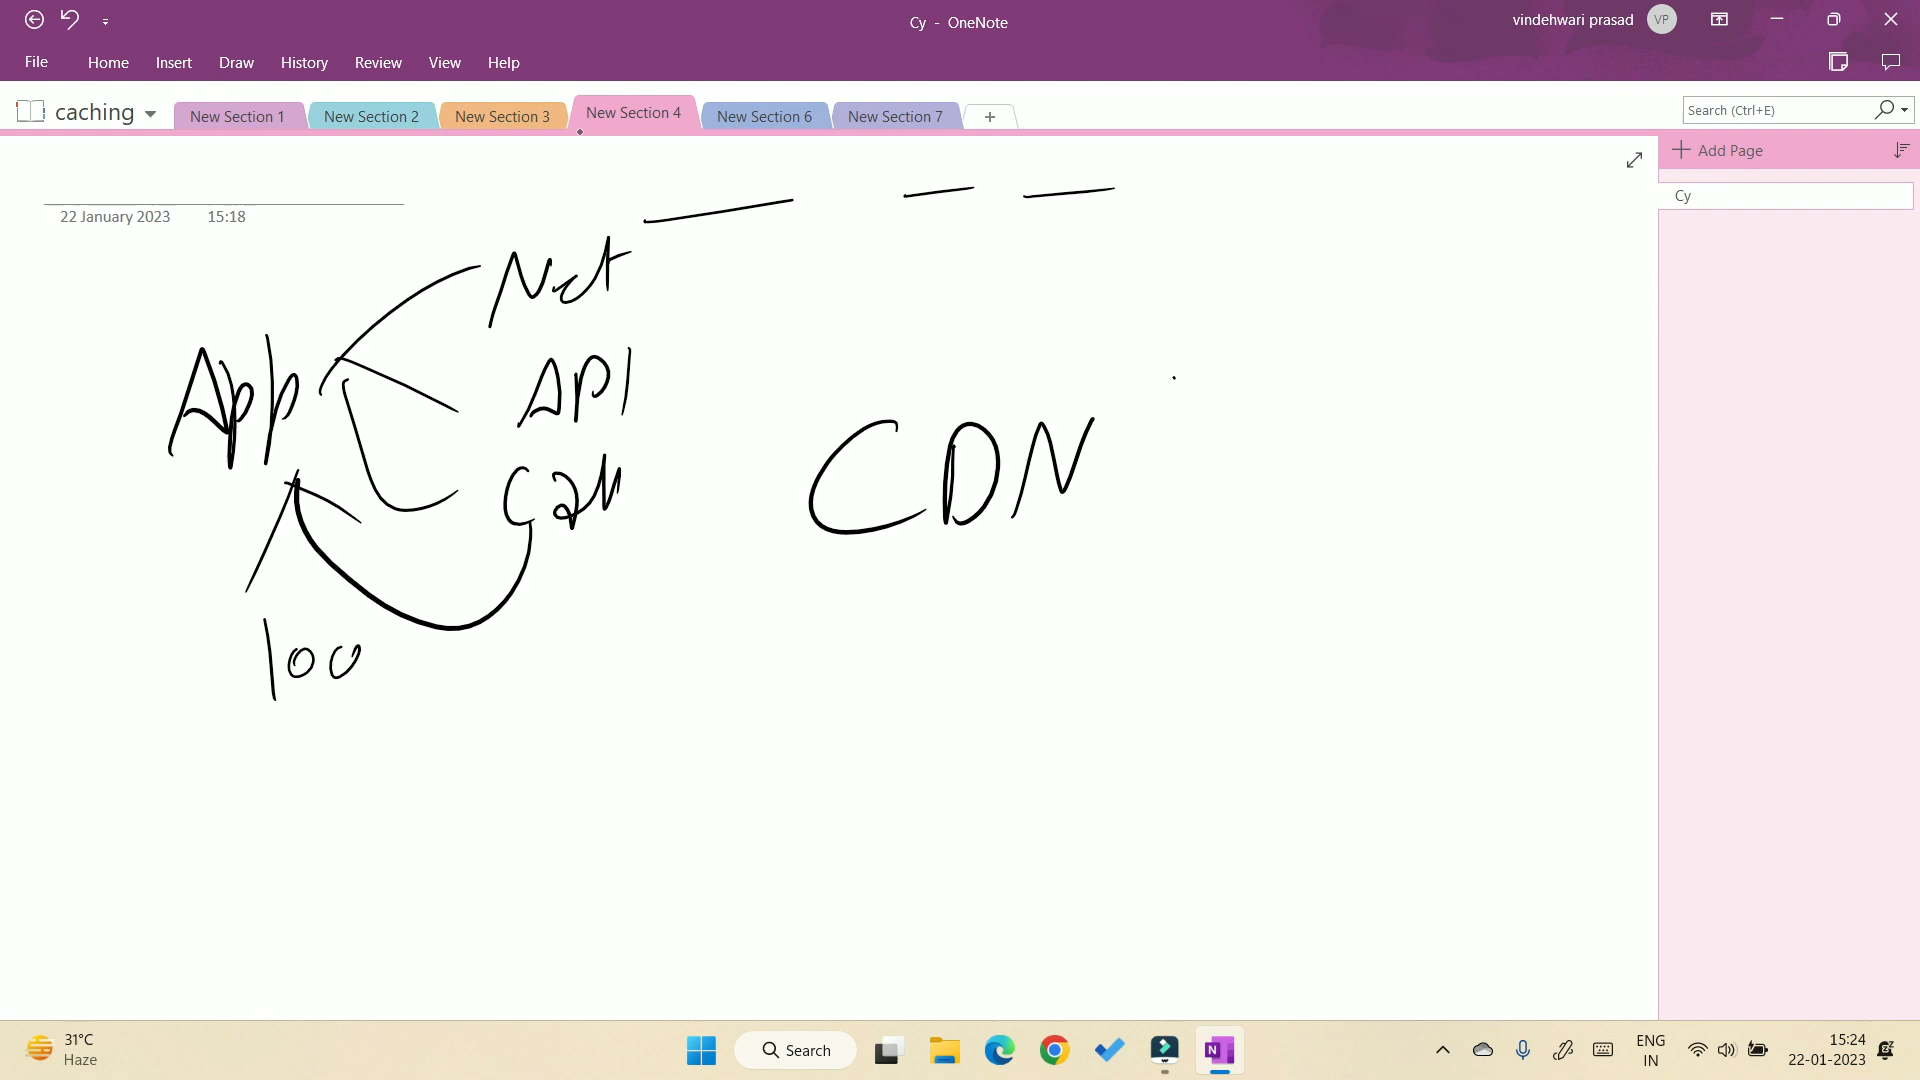 Cy - OneNote
vindehwari prasad VP
File Home Insert Draw History Review View Help
caching New Section 1 New Section 2 New Section 3 New Section 4 New Section 6 New Section 7 +
Search (Ctrl+E)
Add Page
Cy
22 January 2023 15:18
Net
App
API
CDN
100
31°C
Haze
Search
ENG
IN
15:24
22-01-2023